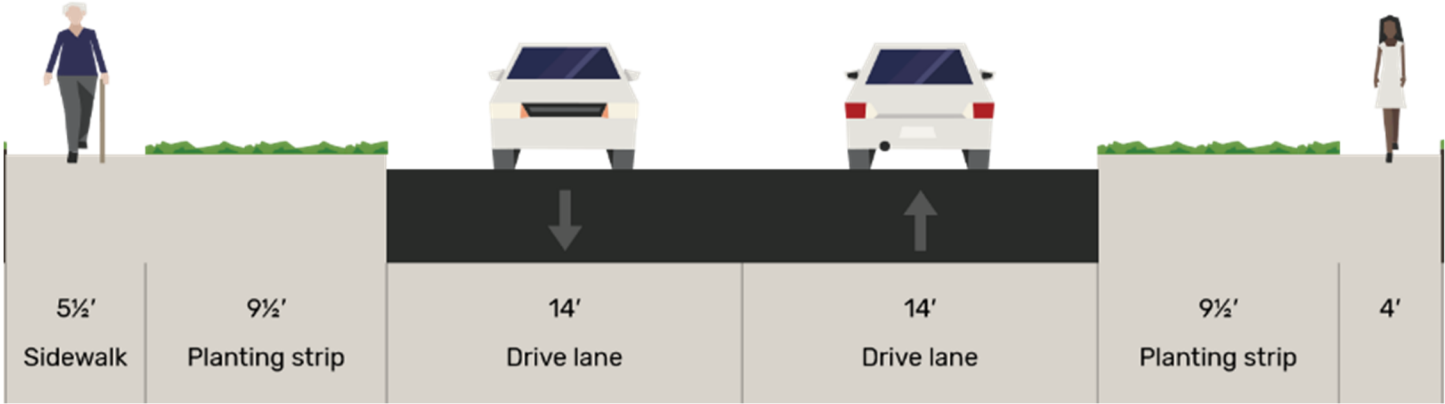 5½′ 9½′ 14′ 14′ 9½′ 4′
Sidewalk Planting strip Drive lane Drive lane Planting strip